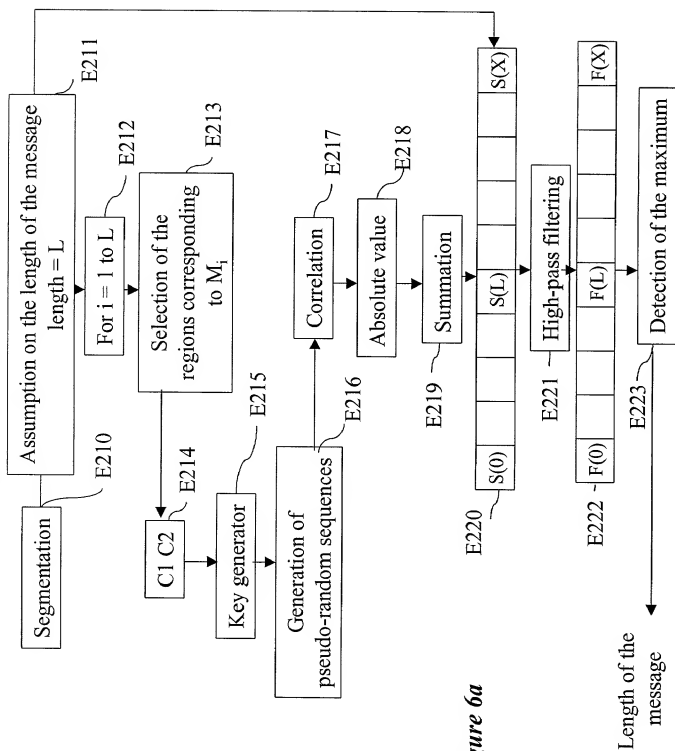 E210
Segmentation
E211
Assumption on the length of the message
length = L
E212
For i = 1 to L
E213
Selection of the
regions corresponding
to Mi
E214
C1 C2
E215
Key generator
E216
Generation of
pseudo-random sequences
E217
Correlation
E218
Absolute value
E219
Summation
E220
S(0)
S(L)
S(X)
E221
High-pass filtering
E222
F(0)
F(L)
F(X)
E223
Detection of the maximum
Length of the
message
gure 6a